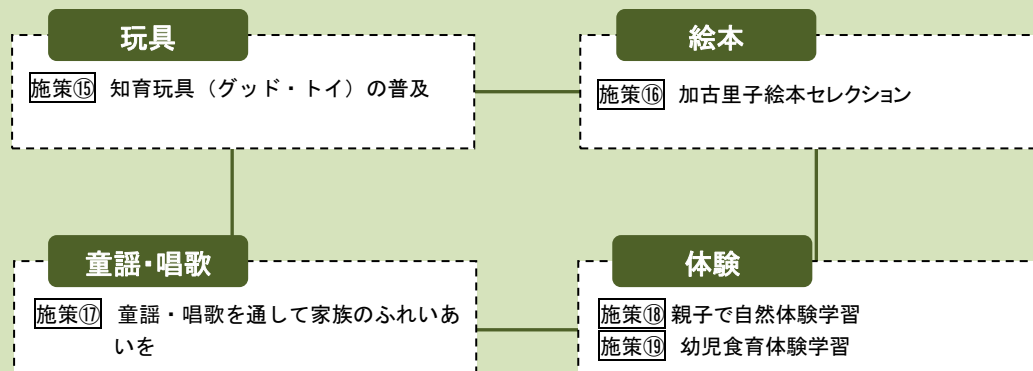 玩具
施策⑮ 知育玩具（グッド・トイ）の普及
絵本
施策⑯ 加古里子絵本セレクション
童謡・唱歌
施策⑰ 童謡・唱歌を通して家族のふれいあ
いを
体験
施策⑱ 親子で自然体験学習
施策⑲ 幼児食育体験学習